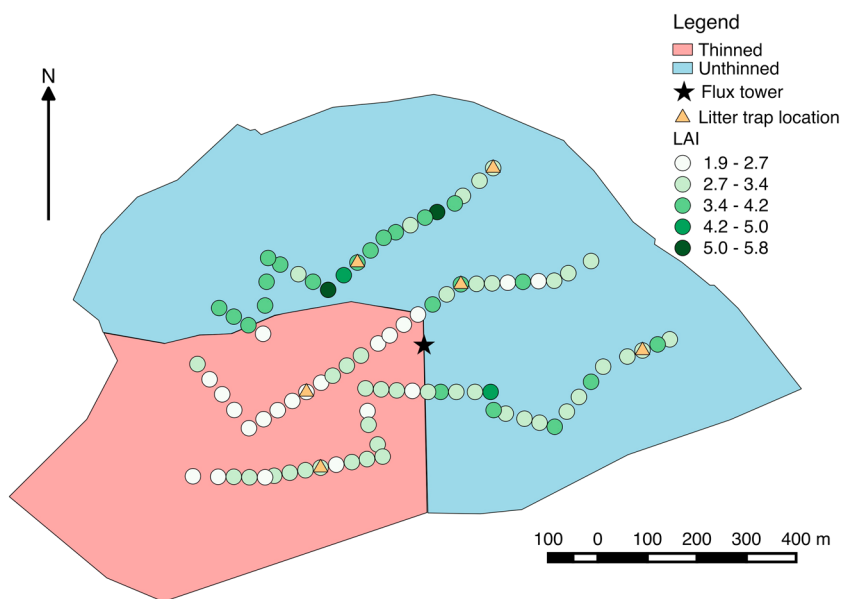 Legend
Thinned
Unthinned
Flux tower
Litter trap location
LAI
1.9 - 2.7
2.7 - 3.4
3.4 - 4.2
4.2 - 5.0
5.0 - 5.8
N
100 0 100 200 300 400 m